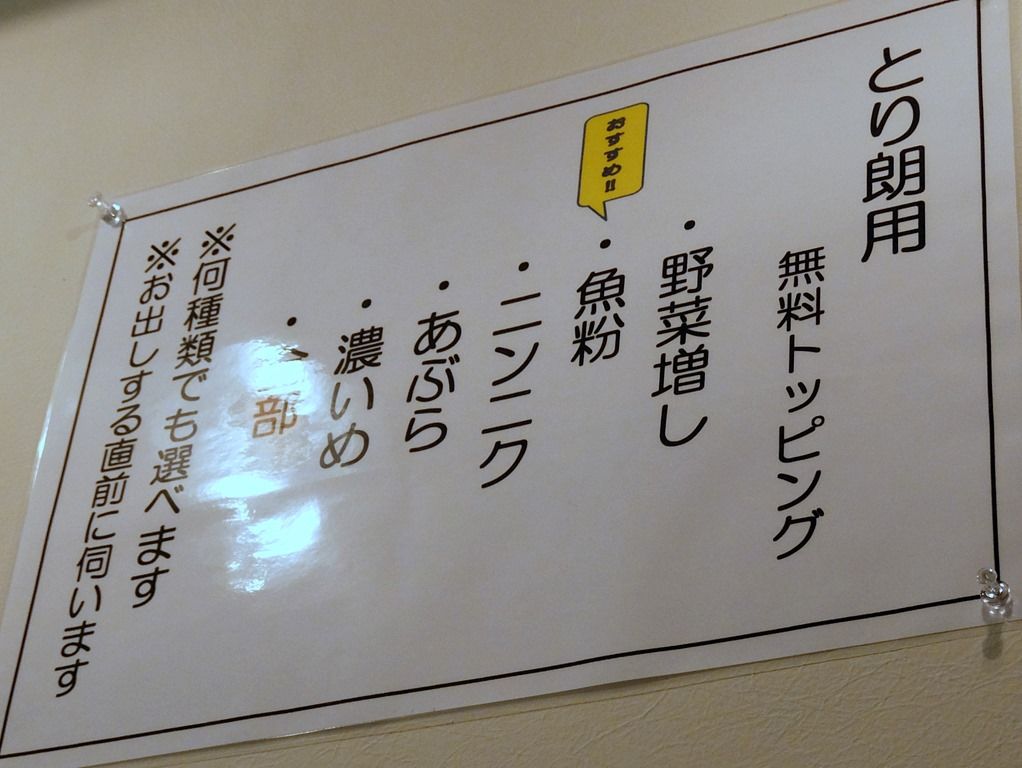 とり朗用
無料トッピング
・野菜増し
おすすめ!!
・魚粉
・ニンニク
・あぶら
・濃いめ
・部
※何種類でも選べます
※お出しする直前に伺います